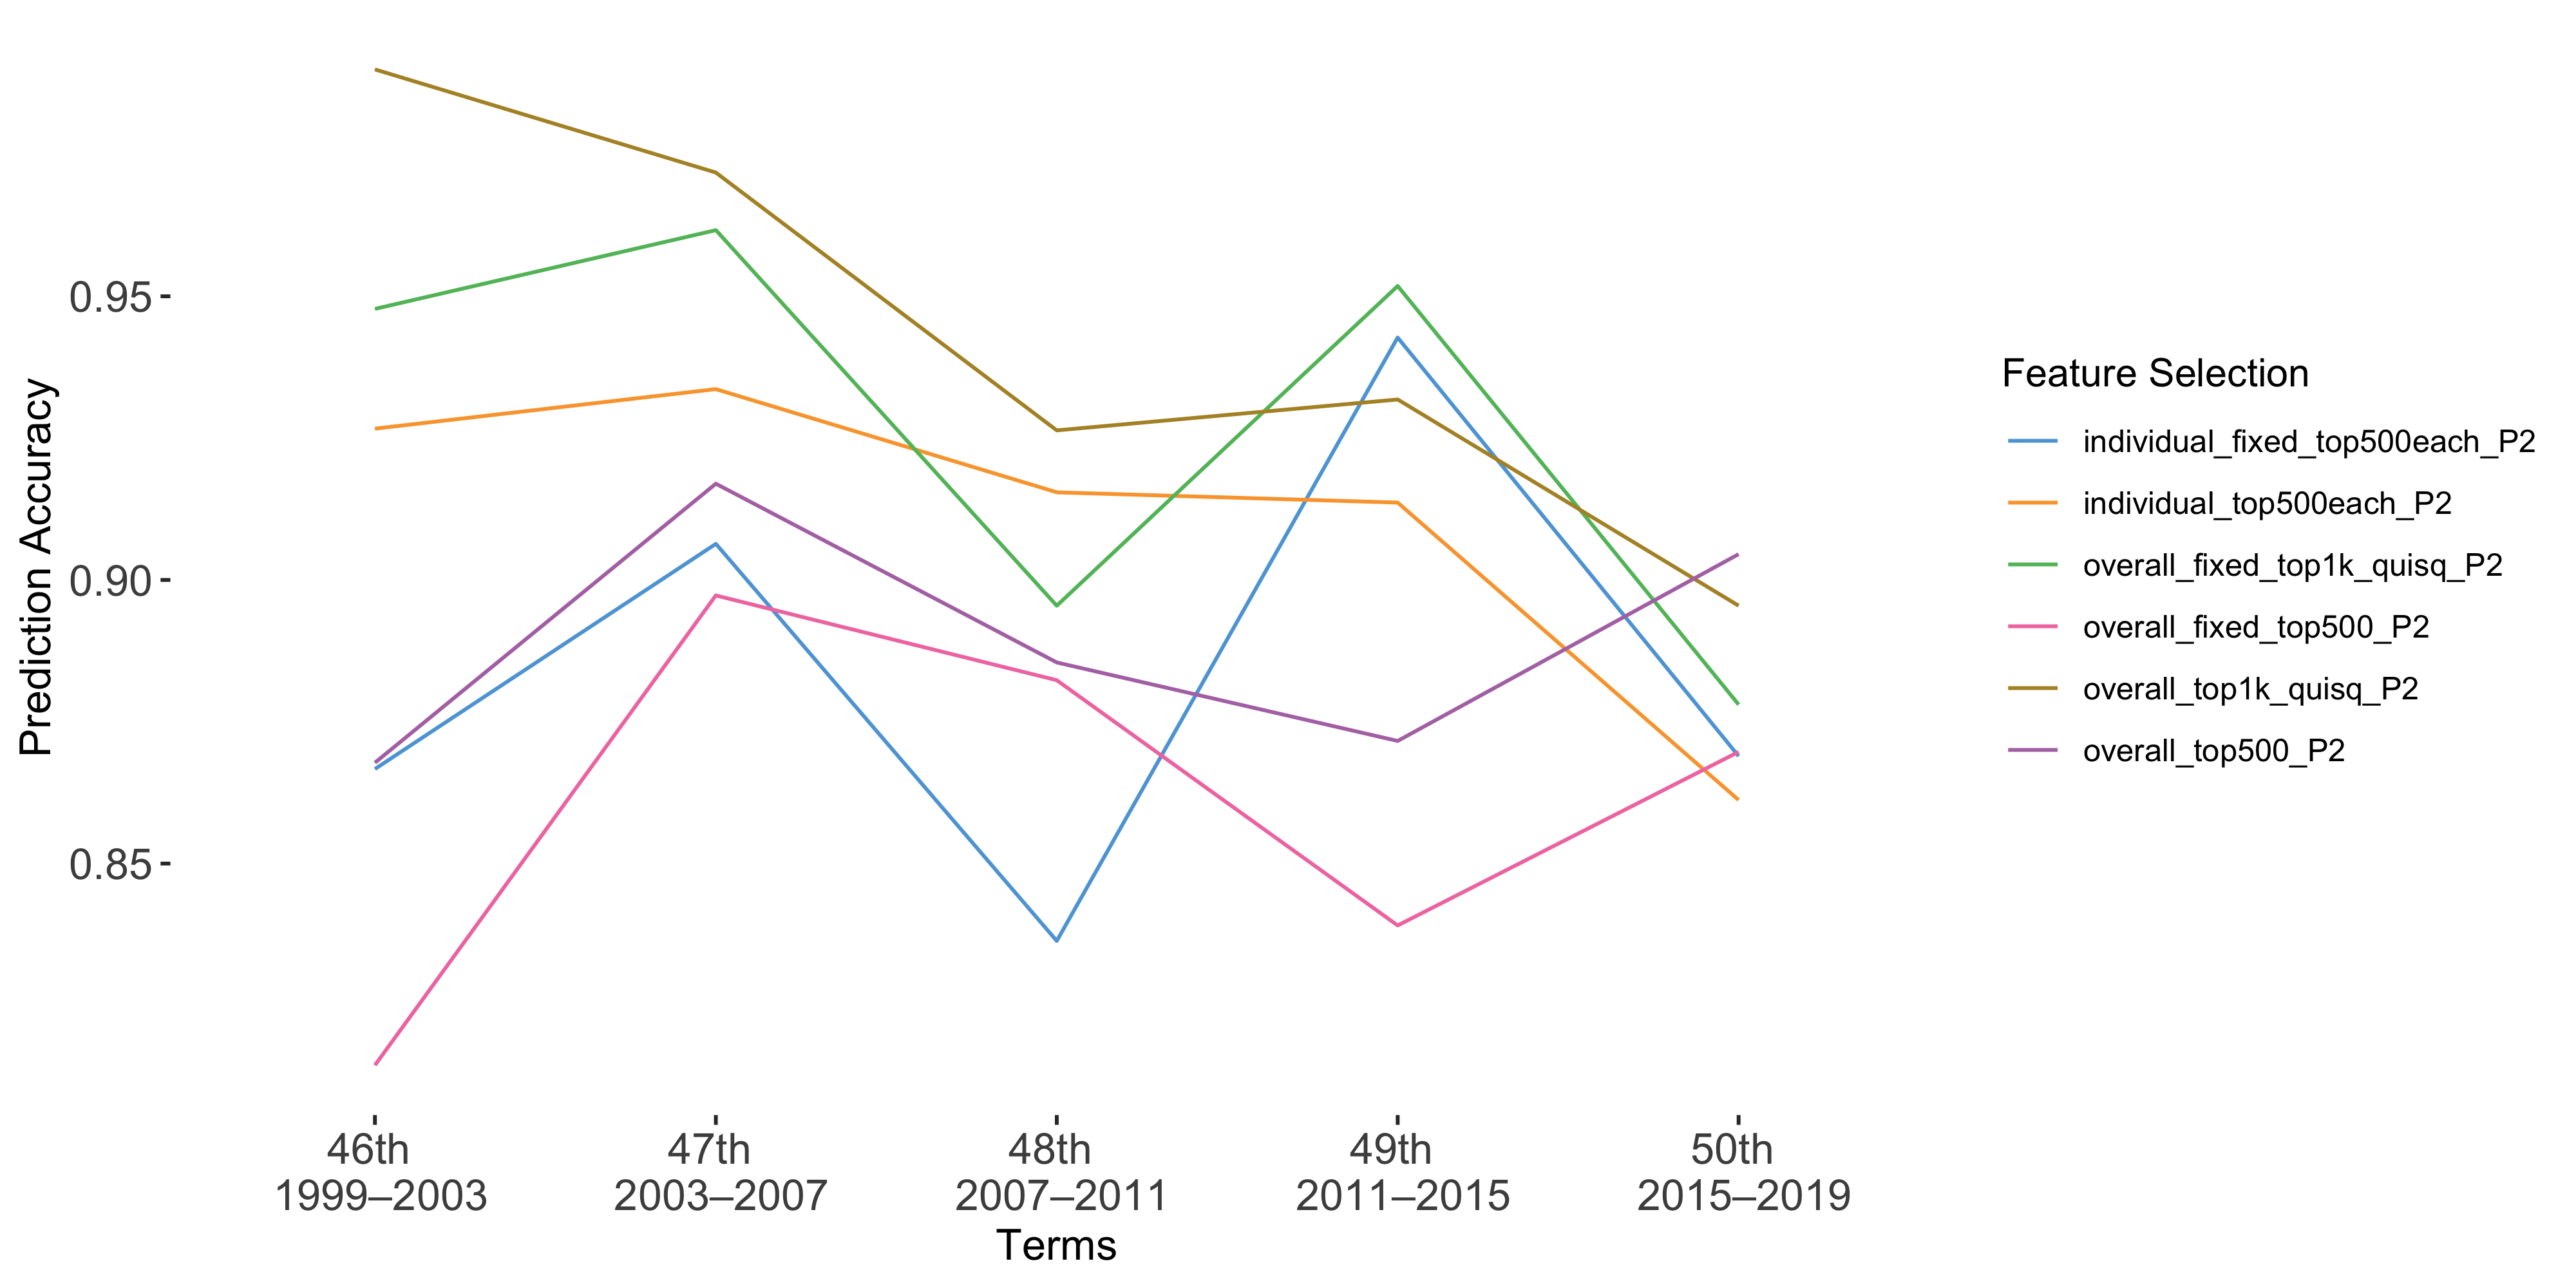 Prediction Accuracy
0.95
0.90
0.85
46th
1999–2003
47th
2003–2007
48th
2007–2011
49th
2011–2015
50th
2015–2019
Terms
Feature Selection
individual_fixed_top500each_P2
individual_top500each_P2
overall_fixed_top1k_quisq_P2
overall_fixed_top500_P2
overall_top1k_quisq_P2
overall_top500_P2